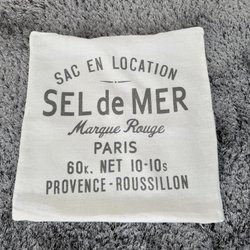 SAC EN LOCATION
SEL de MER
Marque Rouge
PARIS
60K. NET 10-10s
PROVENCE - ROUSSILLON